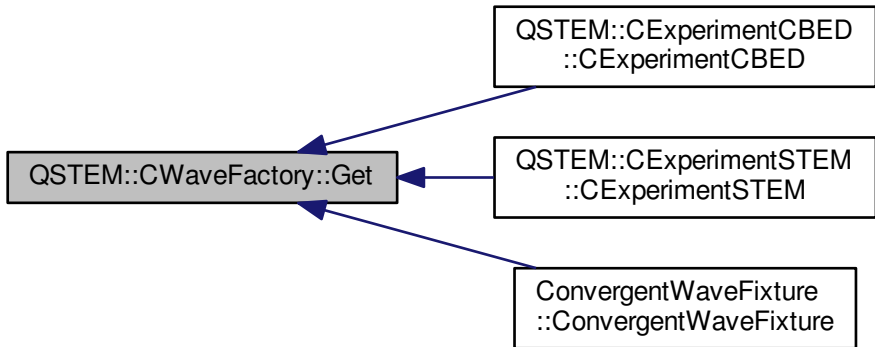 QSTEM::CWaveFactory::Get
QSTEM::CExperimentCBED
::CExperimentCBED
QSTEM::CExperimentSTEM
::CExperimentSTEM
ConvergentWaveFixture
::ConvergentWaveFixture